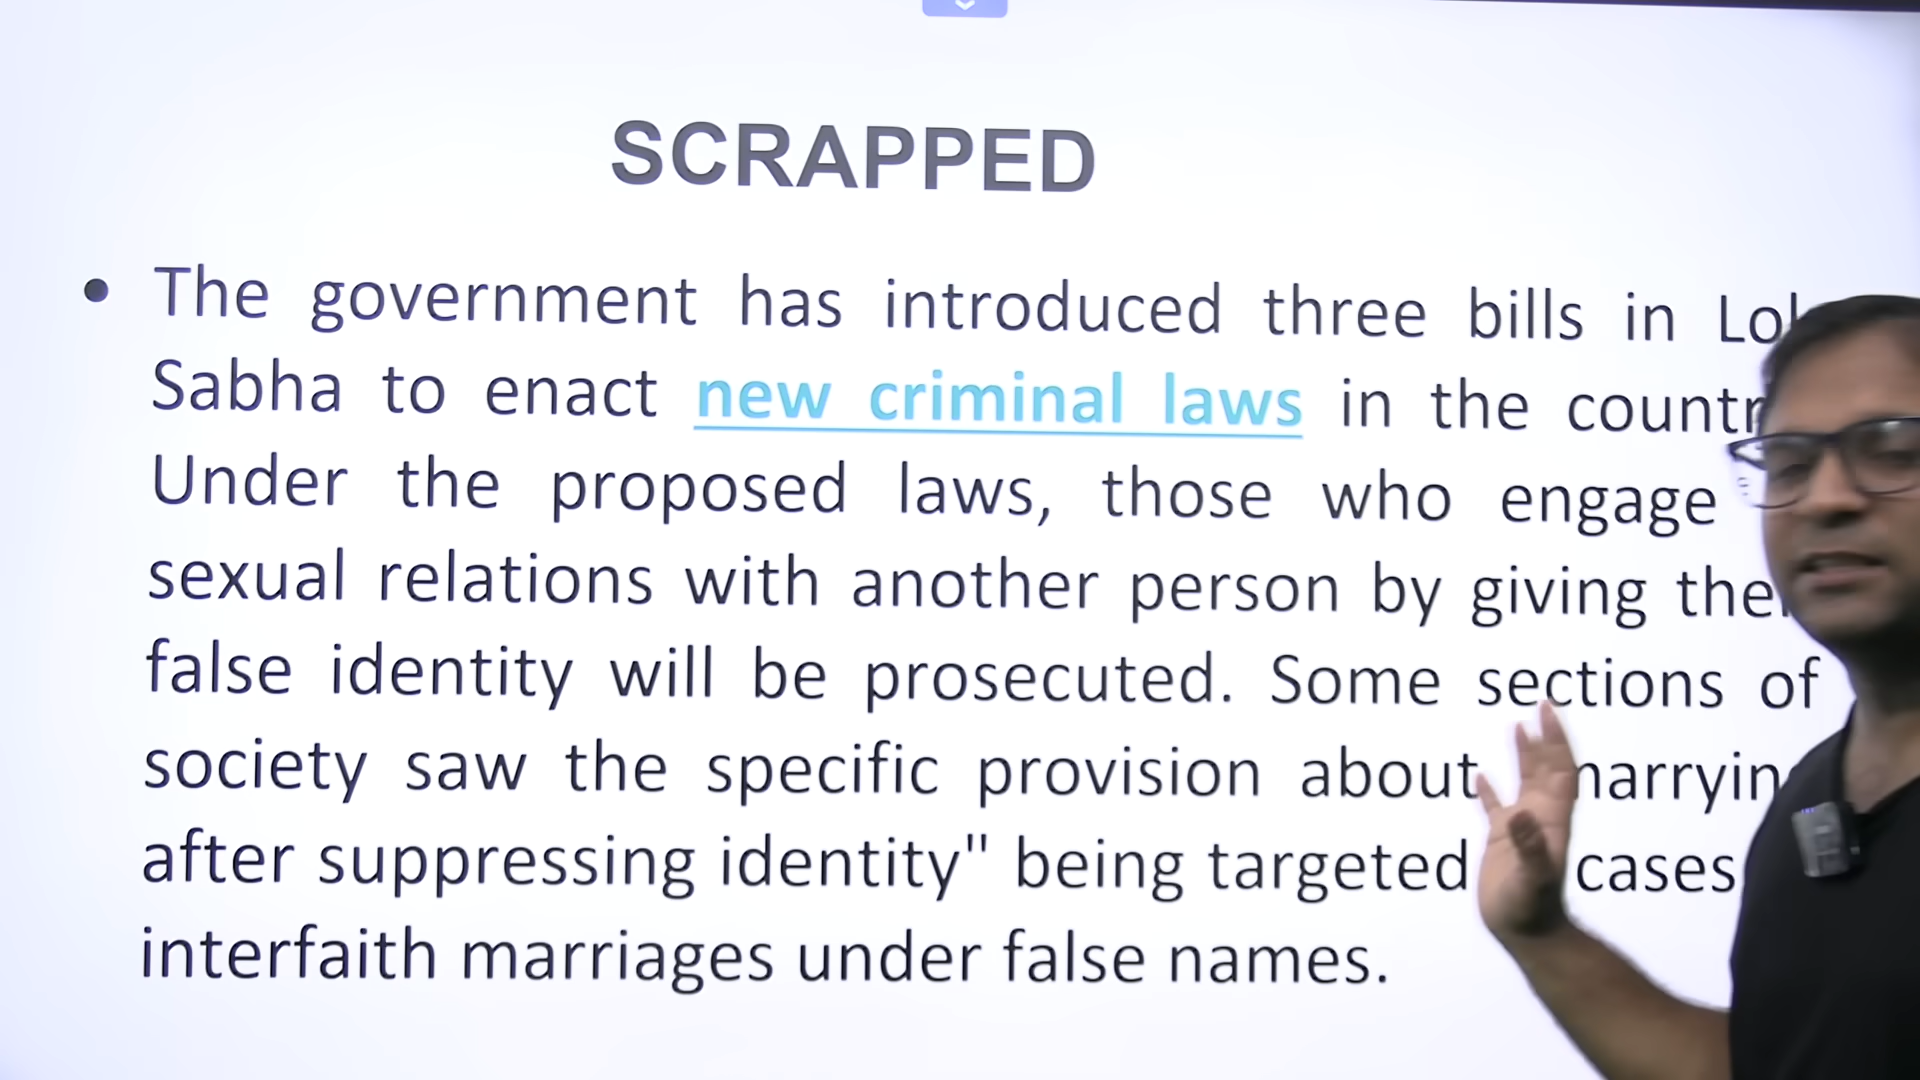 SCRAPPED
• The government has introduced three bills in
Sabha to enact new criminal laws in the
Under the proposed laws, those who engage
sexual relations with another person by giving
false identity will be prosecuted. Some sections of
society saw the specific provision about
after suppressing identity" being targeted cases
interfaith marriages under false names.